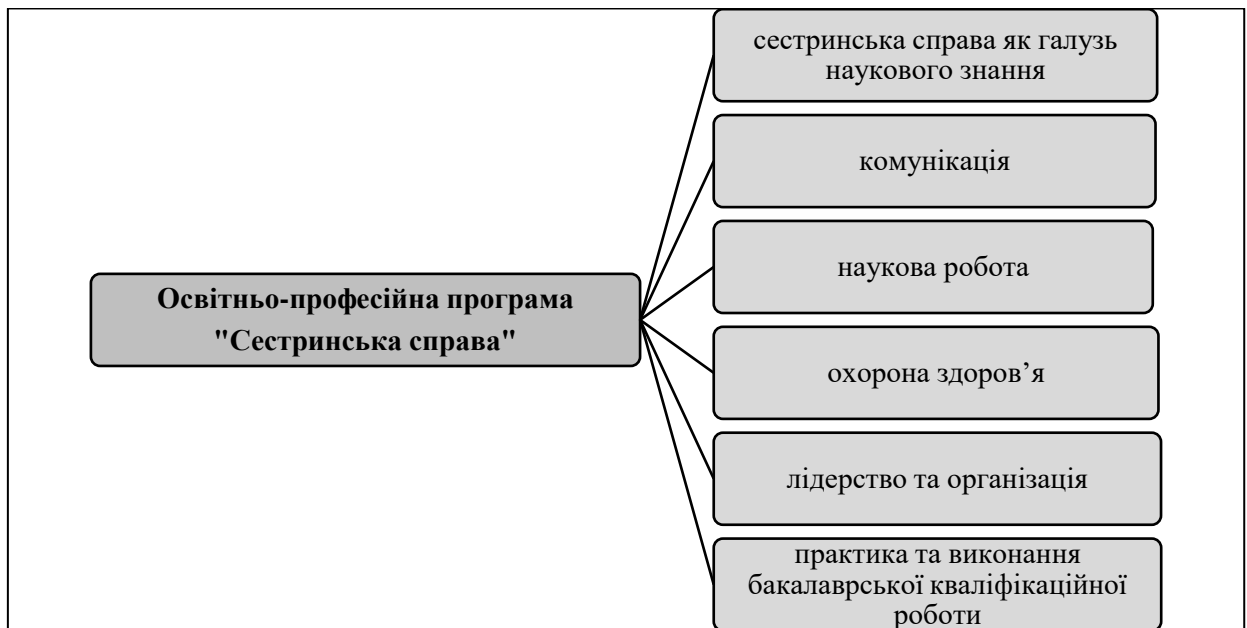 сестринська справа як галузь
наукового знання
комунікація
наукова робота
Освітньо-професійна програма
"Сестринська справа"
охорона здоров’я
лідерство та організація
практика та виконання
бакалаврської кваліфікаційної
роботи